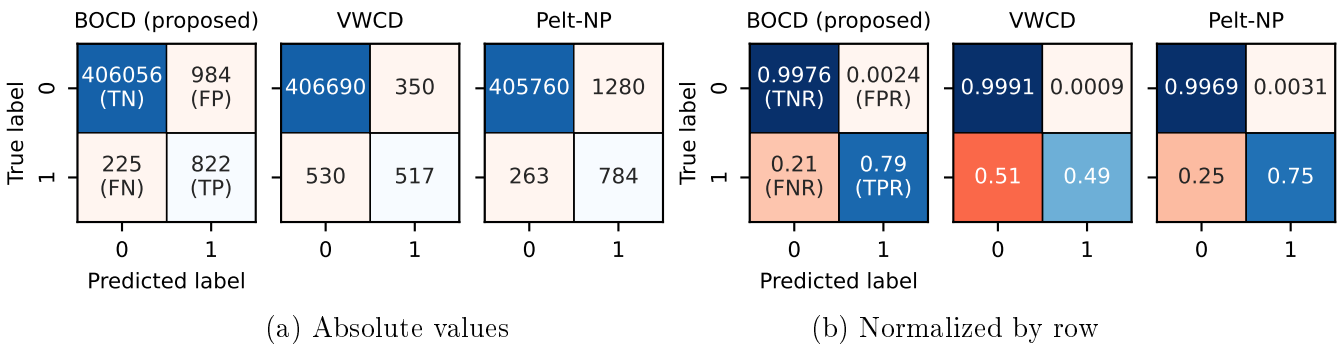 BOCD (proposed) VWCD Pelt-NP BOCD (proposed) VWCD Pelt-NP
True label
0
406056 984 406690 350 405760 1280
(TN) (FP)
1
225 822 530 517 263 784
(FN) (TP)
0 1 0 1 0 1
Predicted label
True label
0
0.9976 0.0024 0.9991 0.0009 0.9969 0.0031
(TNR) (FPR)
1
0.21 0.79 0.51 0.49 0.25 0.75
(FNR) (TPR)
0 1 0 1 0 1
Predicted label
(a) Absolute values
(b) Normalized by row